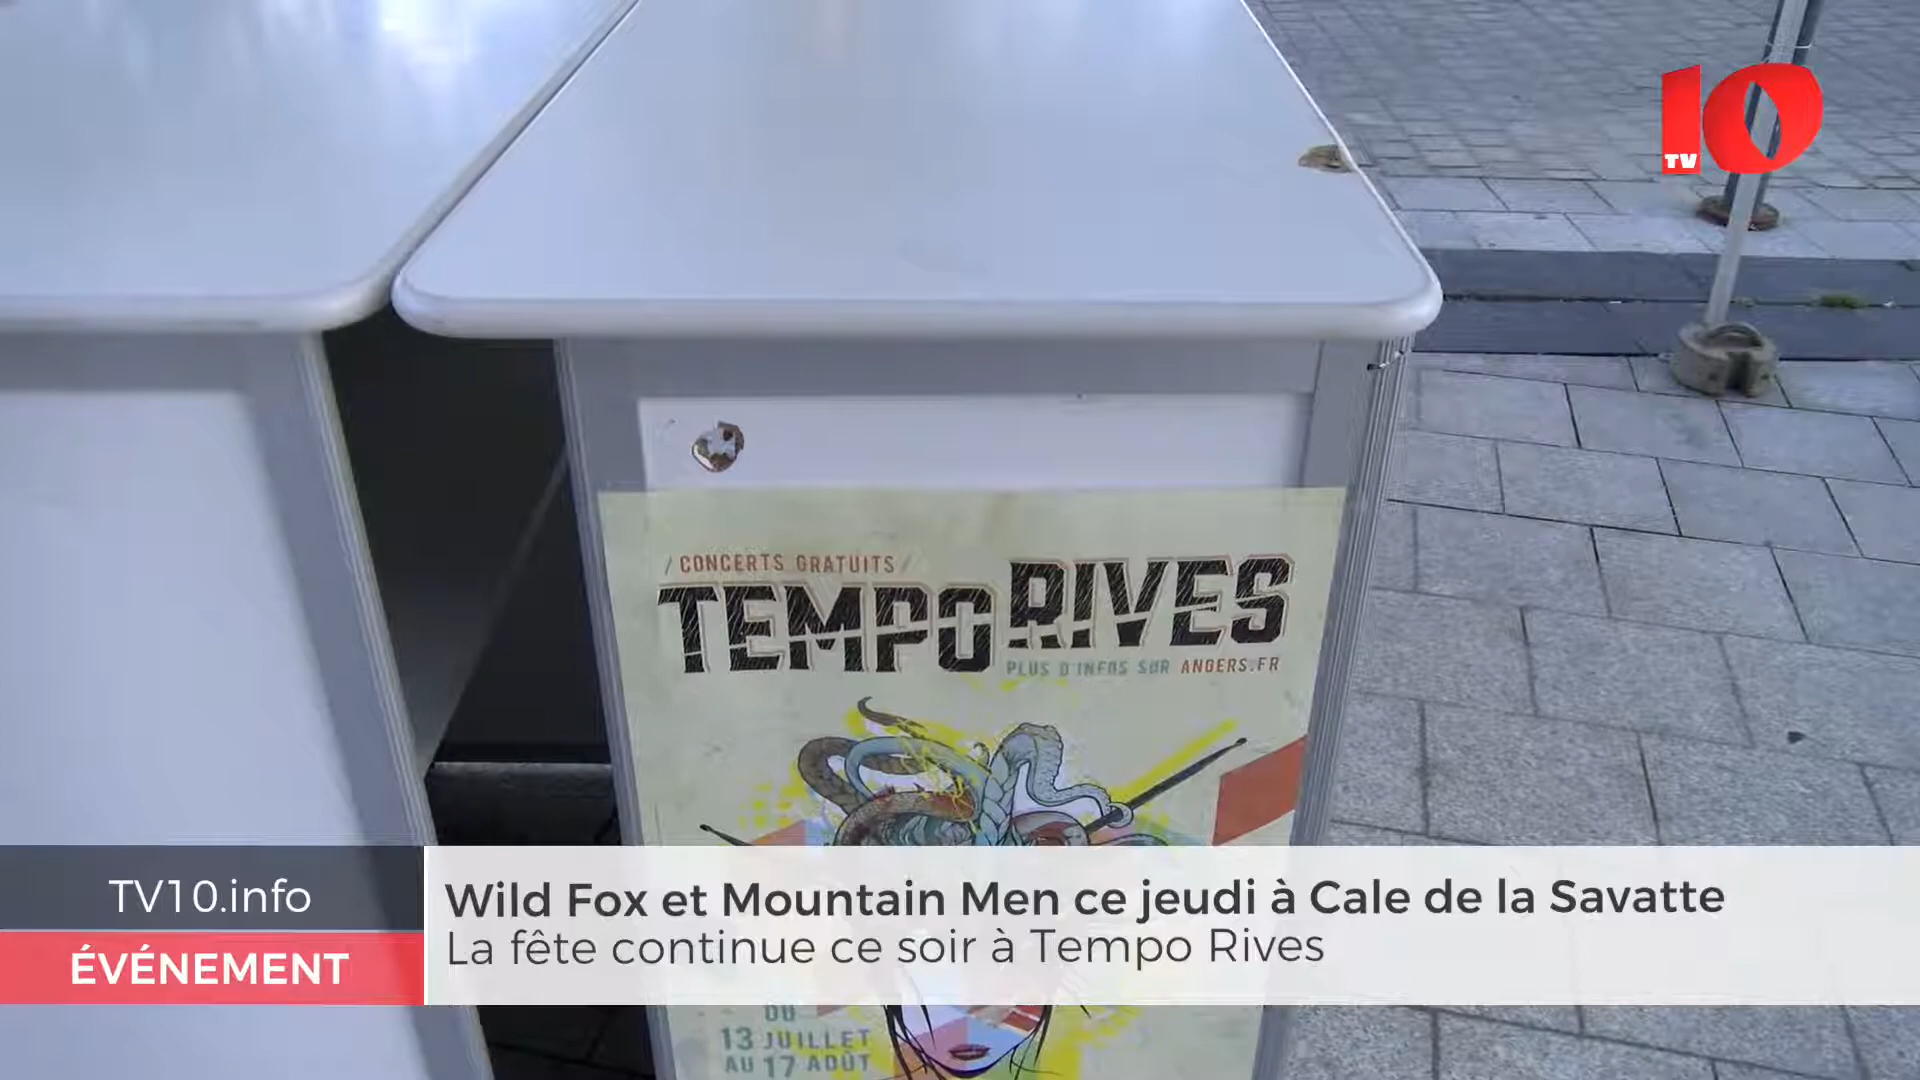 TV 10
/ CONCERTS GRATUITS /
TEMPO RIVES
PLUS D'INFOS SUR ANGERS.FR
TV10.info
ÉVÉNEMENT
Wild Fox et Mountain Men ce jeudi à Cale de la Savatte
La fête continue ce soir à Tempo Rives
DU
13 JUILLET
AU 17 AOÛT